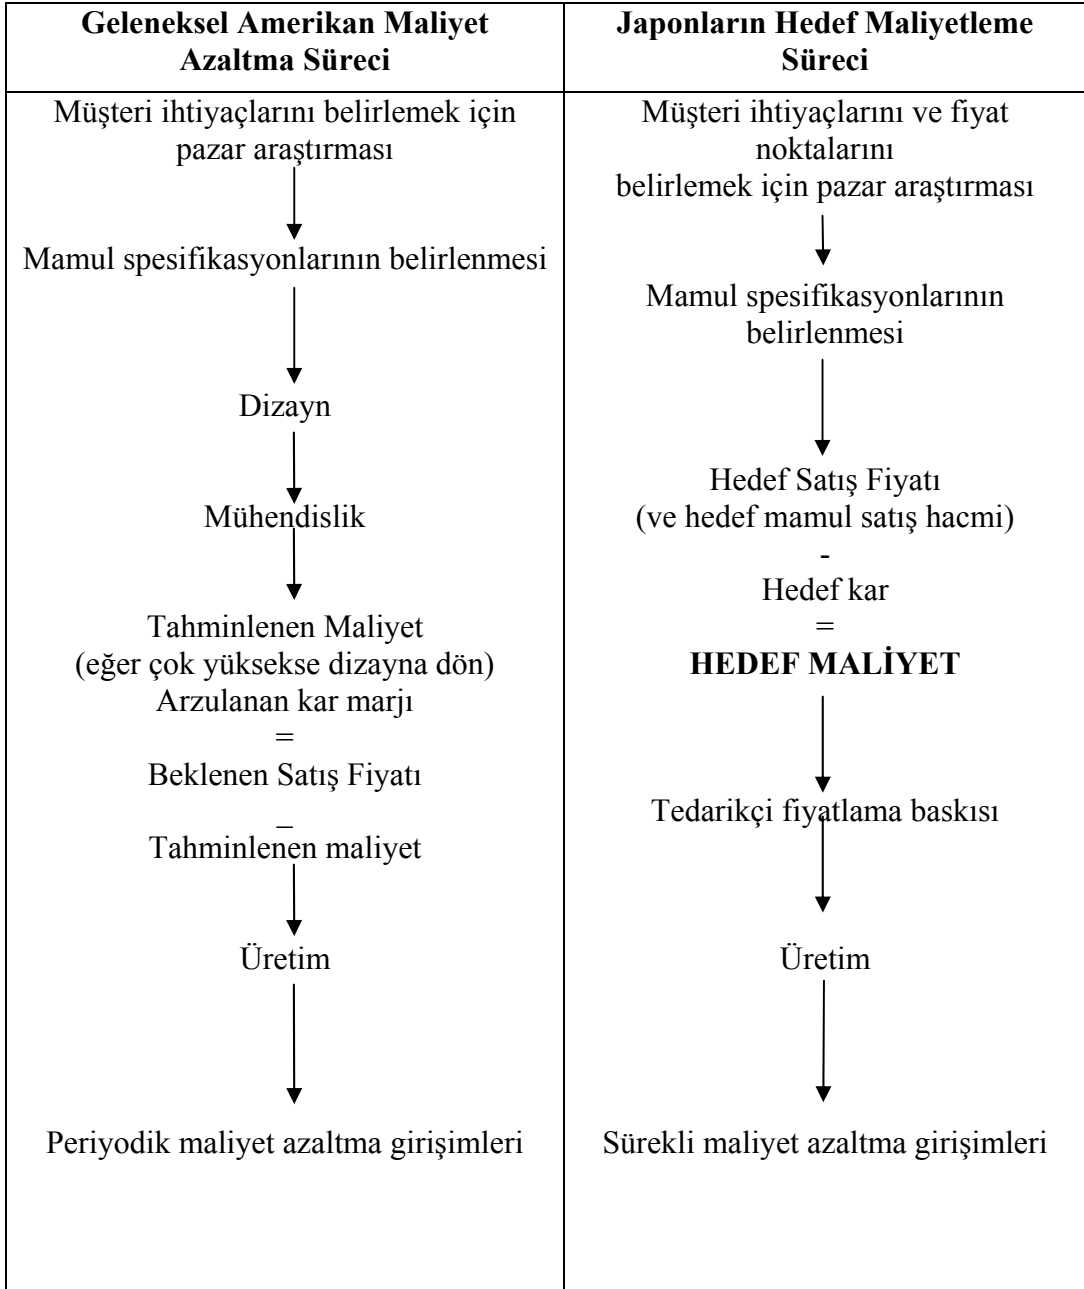 Geleneksel Amerikan Maliyet
Azaltma Süreci
Japonların Hedef Maliyetleme
Süreci
Müşteri ihtiyaçlarını belirlemek için
pazar araştırması
Mamul spesifikasyonlarının belirlenmesi
Dizayn
Mühendislik
Tahminlenen Maliyet
(eğer çok yüksekse dizayna dön)
Arzulanan kar marjı
=
Beklenen Satış Fiyatı
_
Tahminlenen maliyet
Üretim
Periyodik maliyet azaltma girişimleri
Müşteri ihtiyaçlarını ve fiyat
noktalarını
belirlemek için pazar araştırması
Mamul spesifikasyonlarının
belirlenmesi
Hedef Satış Fiyatı
(ve hedef mamul satış hacmi)
-
Hedef kar
=
HEDEF MALİYET
Tedarikçi fiyatlama baskısı
Üretim
Sürekli maliyet azaltma girişimleri